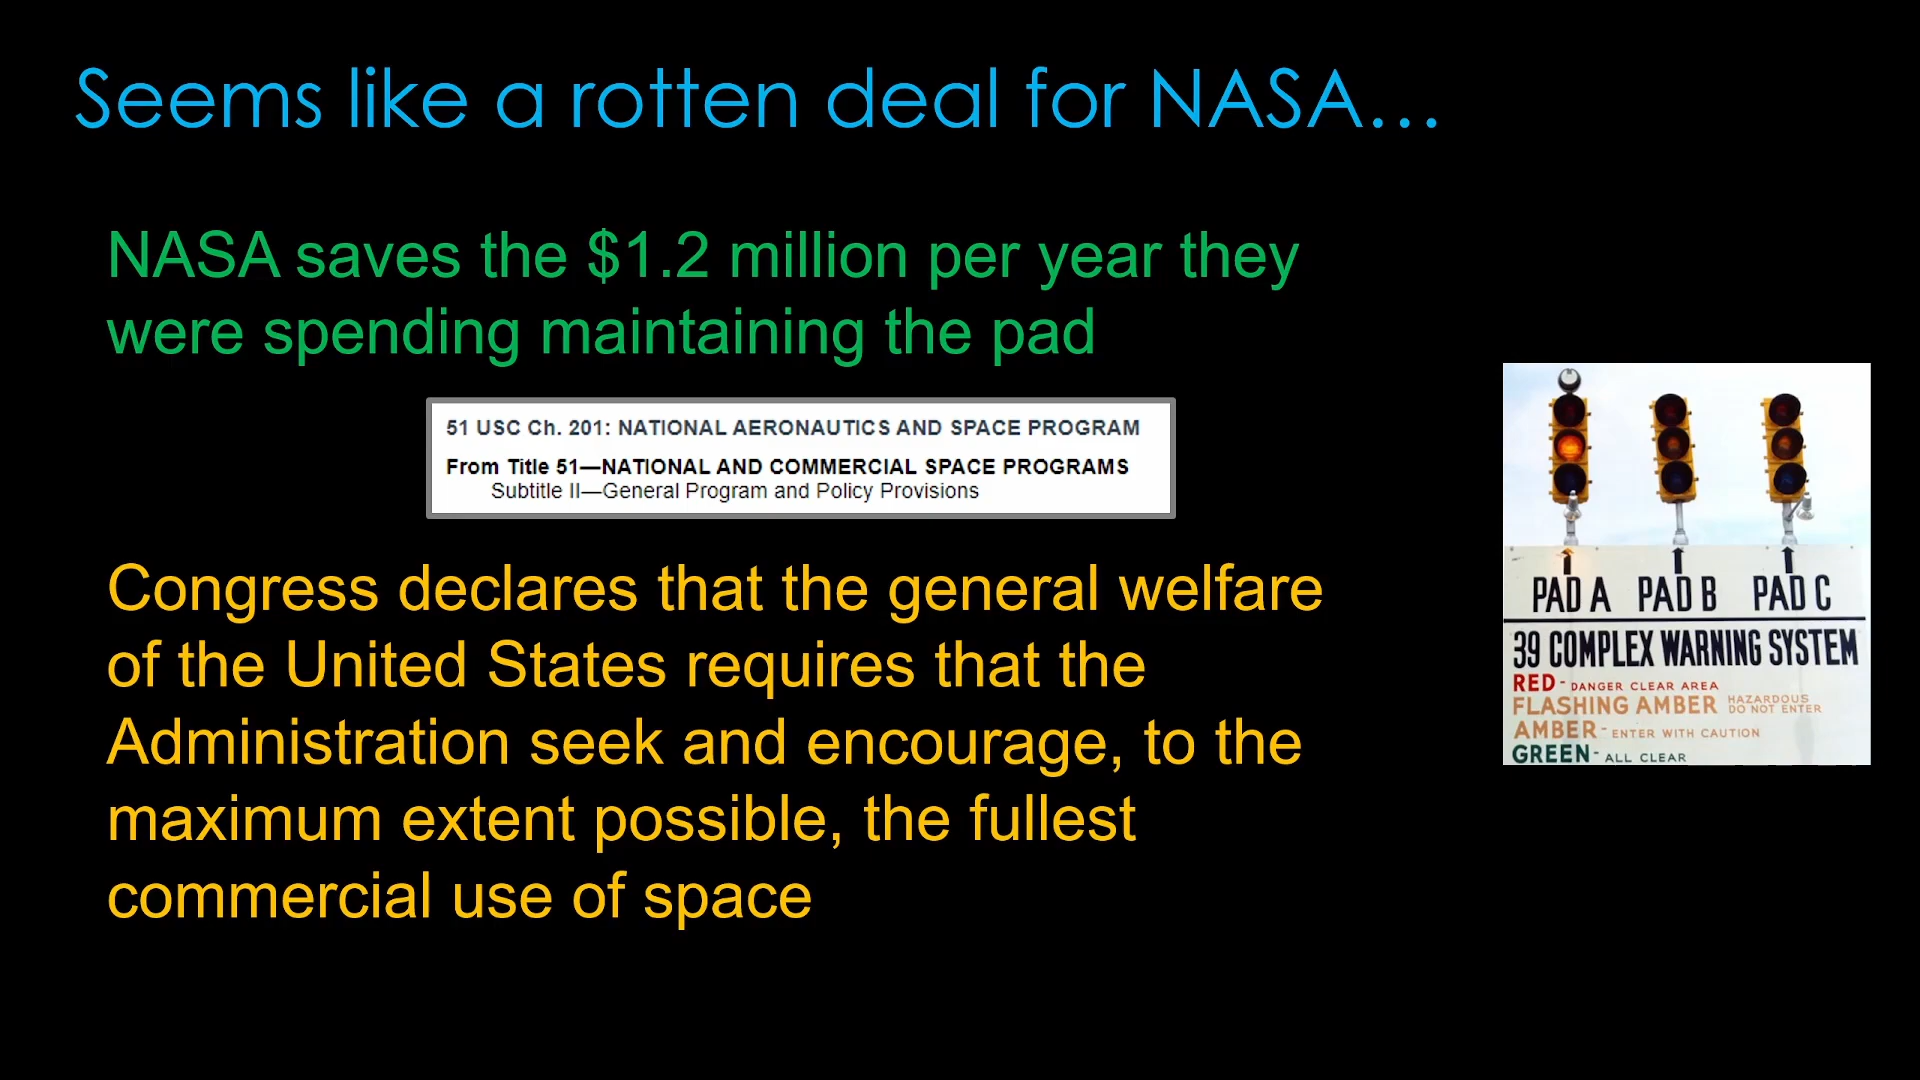 Seems like a rotten deal for NASA…
NASA saves the $1.2 million per year they
were spending maintaining the pad
51 USC Ch. 201: NATIONAL AERONAUTICS AND SPACE PROGRAM
From Title 51—NATIONAL AND COMMERCIAL SPACE PROGRAMS
Subtitle II—General Program and Policy Provisions
Congress declares that the general welfare
of the United States requires that the
Administration seek and encourage, to the
maximum extent possible, the fullest
commercial use of space
PAD A PAD B PAD C
39 COMPLEX WARNING SYSTEM
RED - DANGER CLEAR AREA
FLASHING AMBER HAZARDOUS
DO NOT ENTER
AMBER - ENTER WITH CAUTION
GREEN - ALL CLEAR